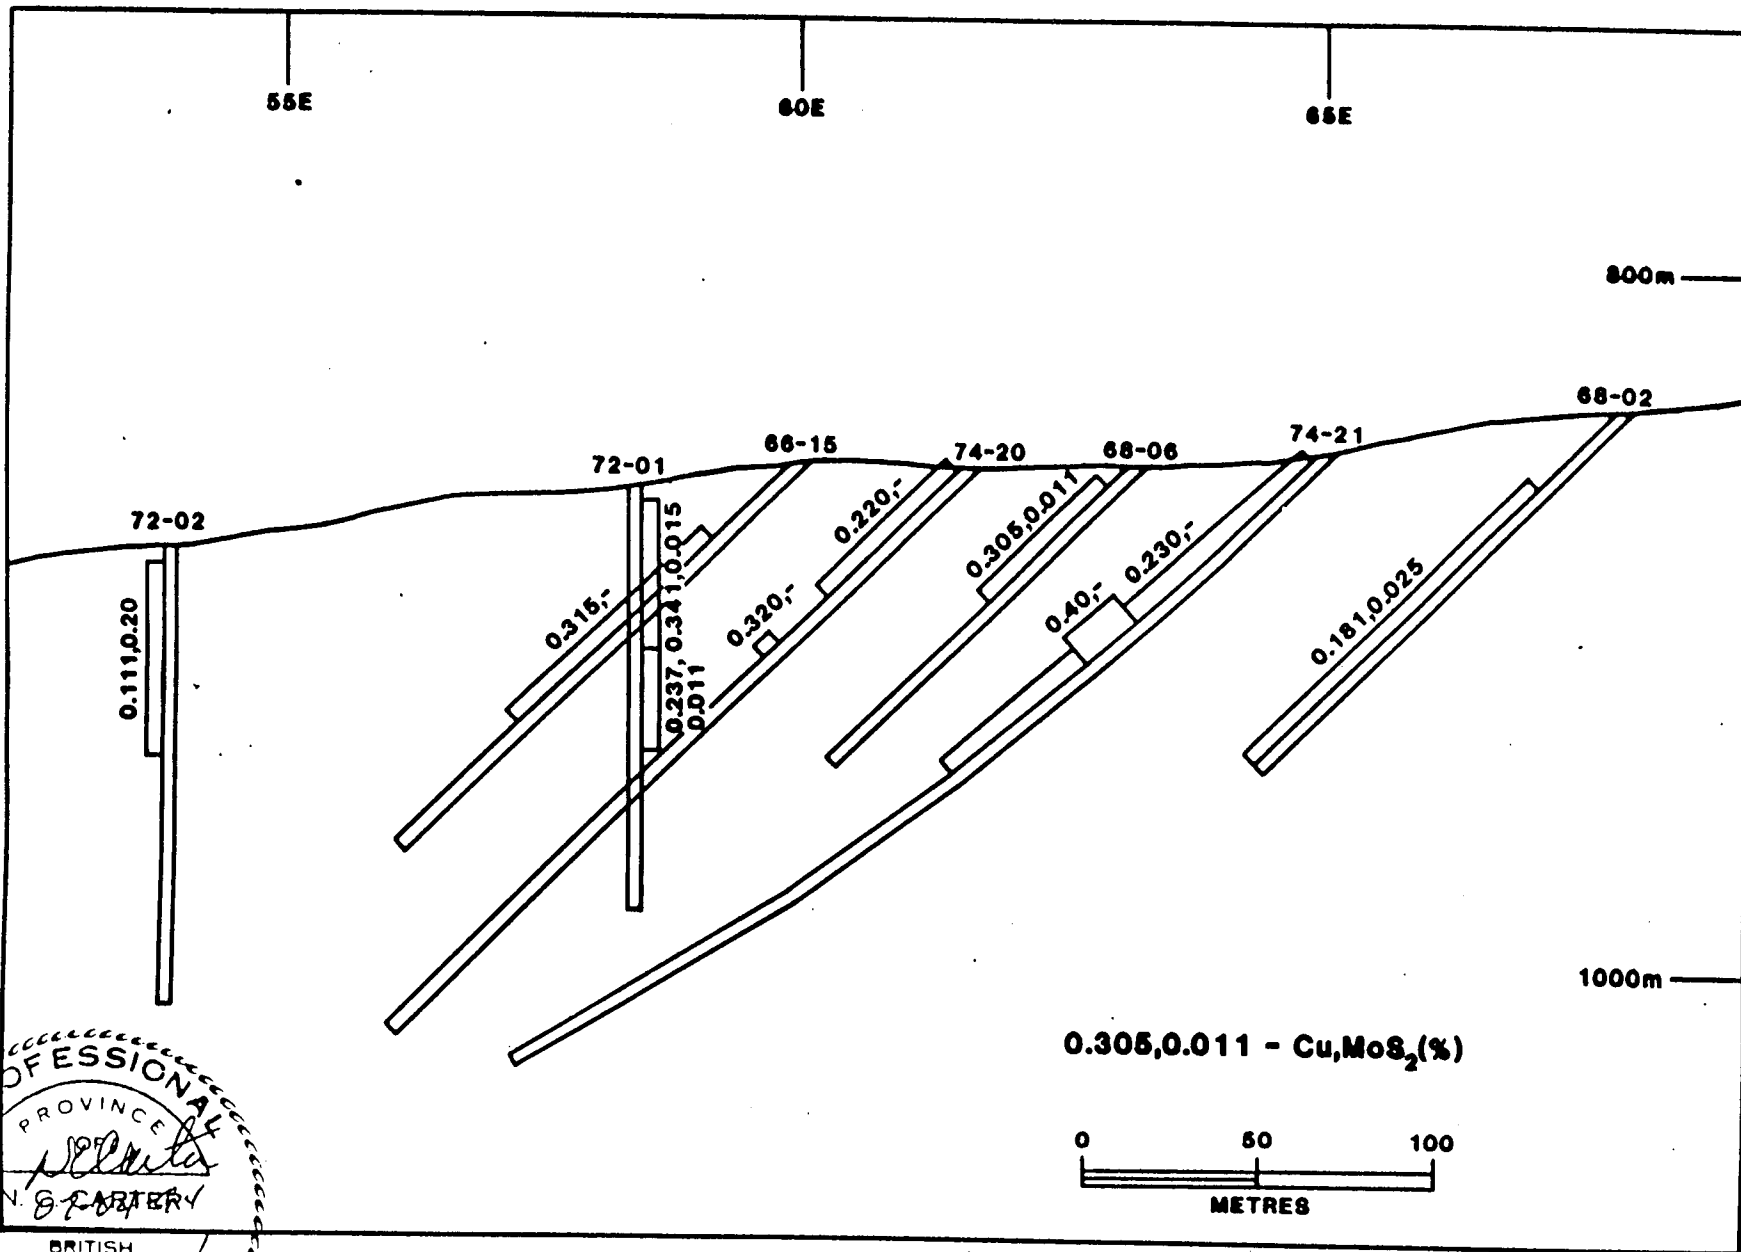 55E
60E
65E
800m
68-02
74-21
68-06
74-20
66-15
72-01
72-02
0.111,0.20
0.315,-
0.341,0.015
0.237,
0.011
0.220,-
0.320,-
0.305,0.011
0.230,-
0.40,-
0.181,0.025
1000m
0.305,0.011 - Cu,MoS₂(%)
0 50 100
METRES
OFESSIONAL
PROVINCE
OF
N. C. CARTER
BRITISH